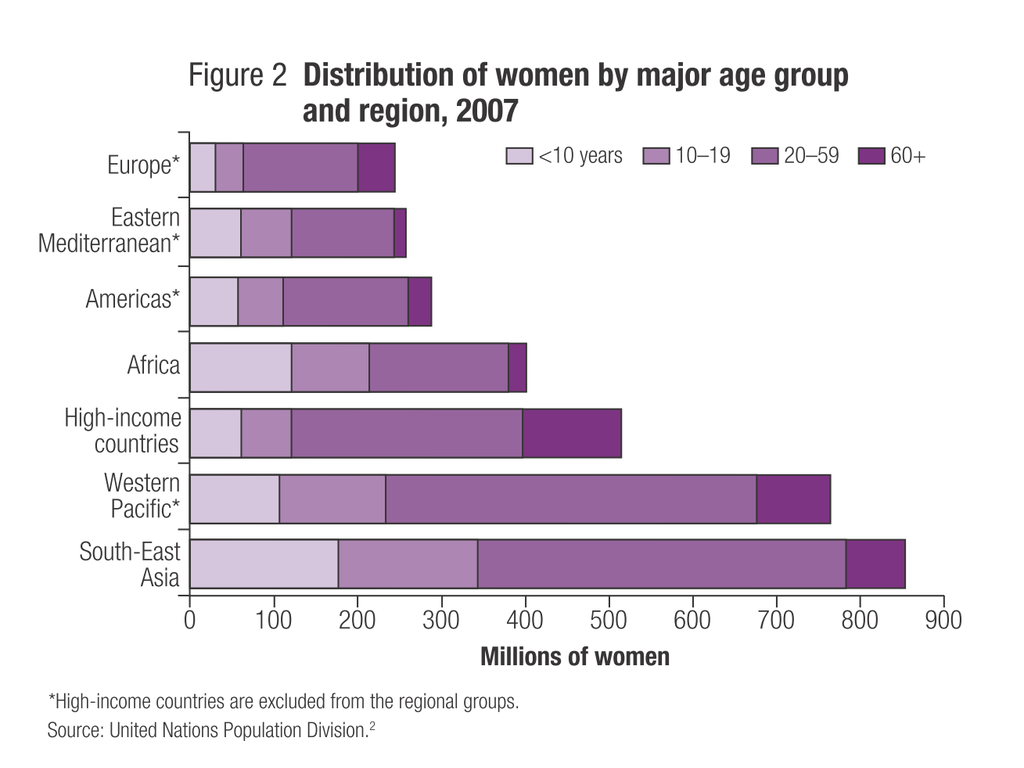 Figure 2 Distribution of women by major age group
and region, 2007
<10 years 10–19 20–59 60+
Europe*
Eastern
Mediterranean*
Americas*
Africa
High-income
countries
Western
Pacific*
South-East
Asia
0 100 200 300 400 500 600 700 800 900
Millions of women
*High-income countries are excluded from the regional groups.
Source: United Nations Population Division.²